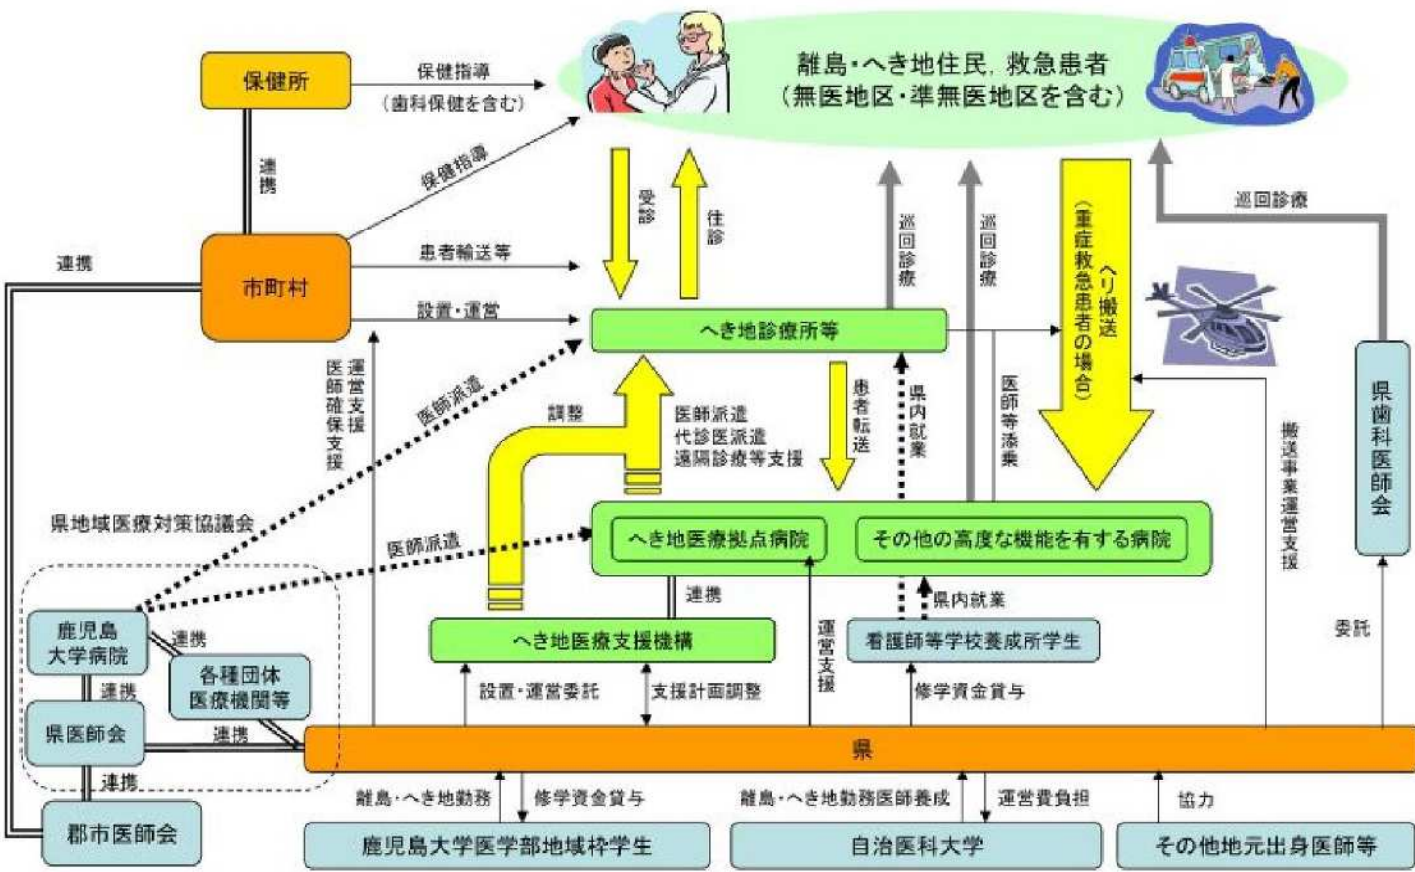 離島・へき地住民，救急患者
（無医地区・準無医地区を含む）
保健所
保健指導
（歯科保健を含む）
連携
保健指導
受診
往診
巡回診療
巡回診療
ヘリ搬送
（重症救急患者の場合）
巡回診療
連携
市町村
患者輸送等
設置・運営
へき地診療所等
運営支援
医師確保支援
医師派遣
調整
医師派遣
代診医派遣
遠隔診療等支援
患者転送
県内就業
医師等添乗
搬送事業運営支援
県歯科医師会
県地域医療対策協議会
医師派遣
へき地医療拠点病院
その他の高度な機能を有する病院
連携
県内就業
鹿児島
大学病院
連携
へき地医療支援機構
運営支援
看護師等学校養成所学生
委託
各種団体
医療機関等
連携
設置・運営委託
支援計画調整
修学資金貸与
県医師会
連携
県
連携
離島・へき地勤務
修学資金貸与
離島・へき地勤務医師養成
運営費負担
協力
郡市医師会
鹿児島大学医学部地域枠学生
自治医科大学
その他地元出身医師等